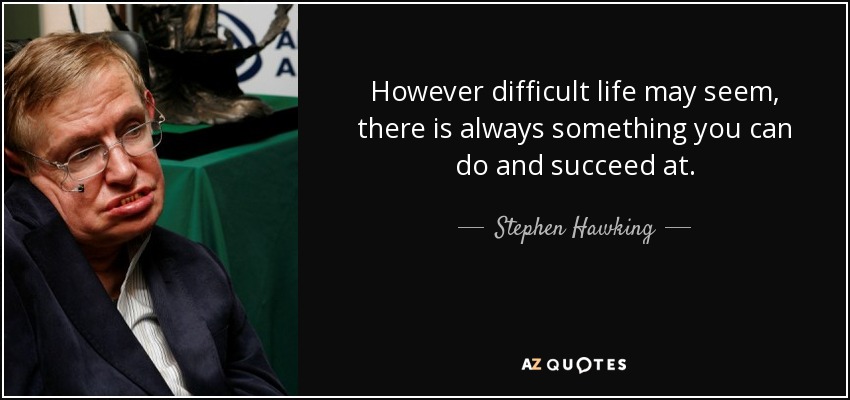 A
A
However difficult life may seem,
there is always something you can
do and succeed at.
Stephen Hawking
AZ QUOTES